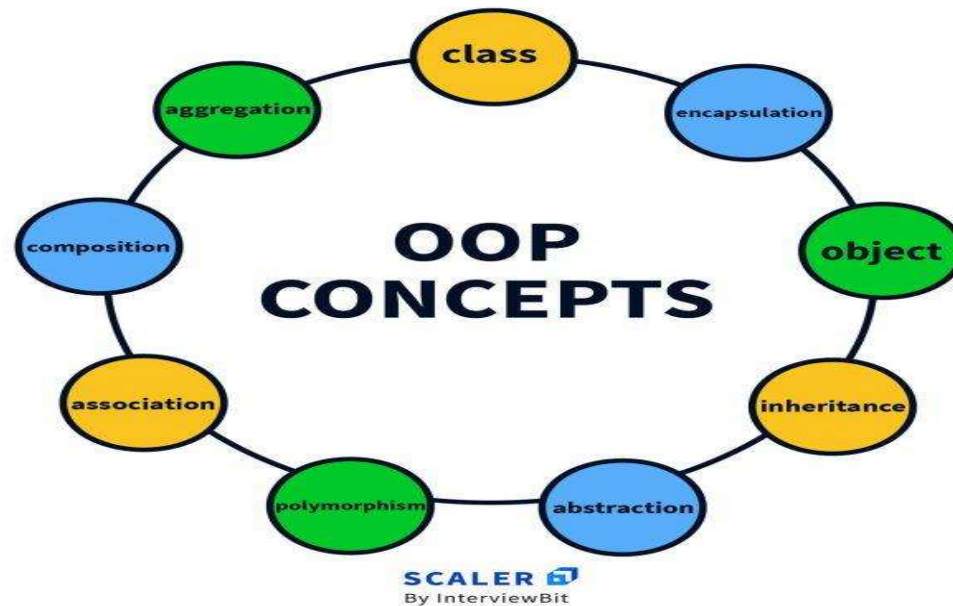 class
encapsulation
object
inheritance
abstraction
polymorphism
association
composition
aggregation
OOP
CONCEPTS
SCALER
By InterviewBit